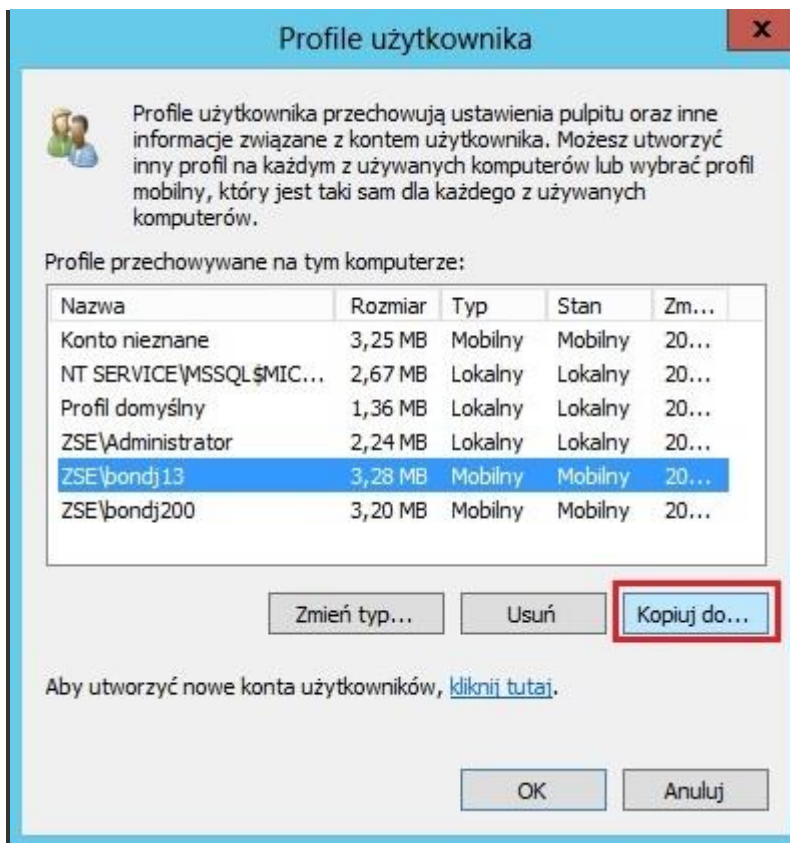 Profile użytkownika
x
Profile użytkownika przechowują ustawienia pulpitu oraz inne
informacje związane z kontem użytkownika. Możesz utworzyć
inny profil na każdym z używanych komputerów lub wybrać profil
mobilny, który jest taki sam dla każdego z używanych
komputerów.
Profile przechowywane na tym komputerze:
Nazwa Rozmiar Typ Stan Zm...
Konto nieznane 3,25 MB Mobilny Mobilny 20...
NT SERVICE\MSSQL$MIC... 2,67 MB Lokalny Lokalny 20...
Profil domyślny 1,36 MB Lokalny Lokalny 20...
ZSE\Administrator 2,24 MB Lokalny Lokalny 20...
ZSE\bondj13 3,28 MB Mobilny Mobilny 20...
ZSE\bondj200 3,20 MB Mobilny Mobilny 20...
Zmień typ... Usuń Kopiuj do...
Aby utworzyć nowe konta użytkowników, kliknij tutaj.
OK Anuluj